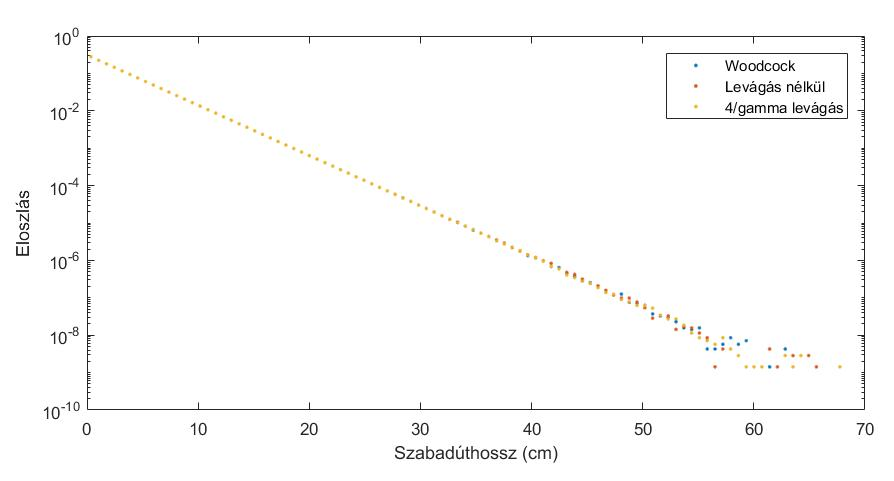 10^0
10^-2
10^-4
10^-6
10^-8
10^-10
Eloszlás
0 10 20 30 40 50 60 70
Szabadúthossz (cm)
Woodcock
Levágás nélkül
4/gamma levágás